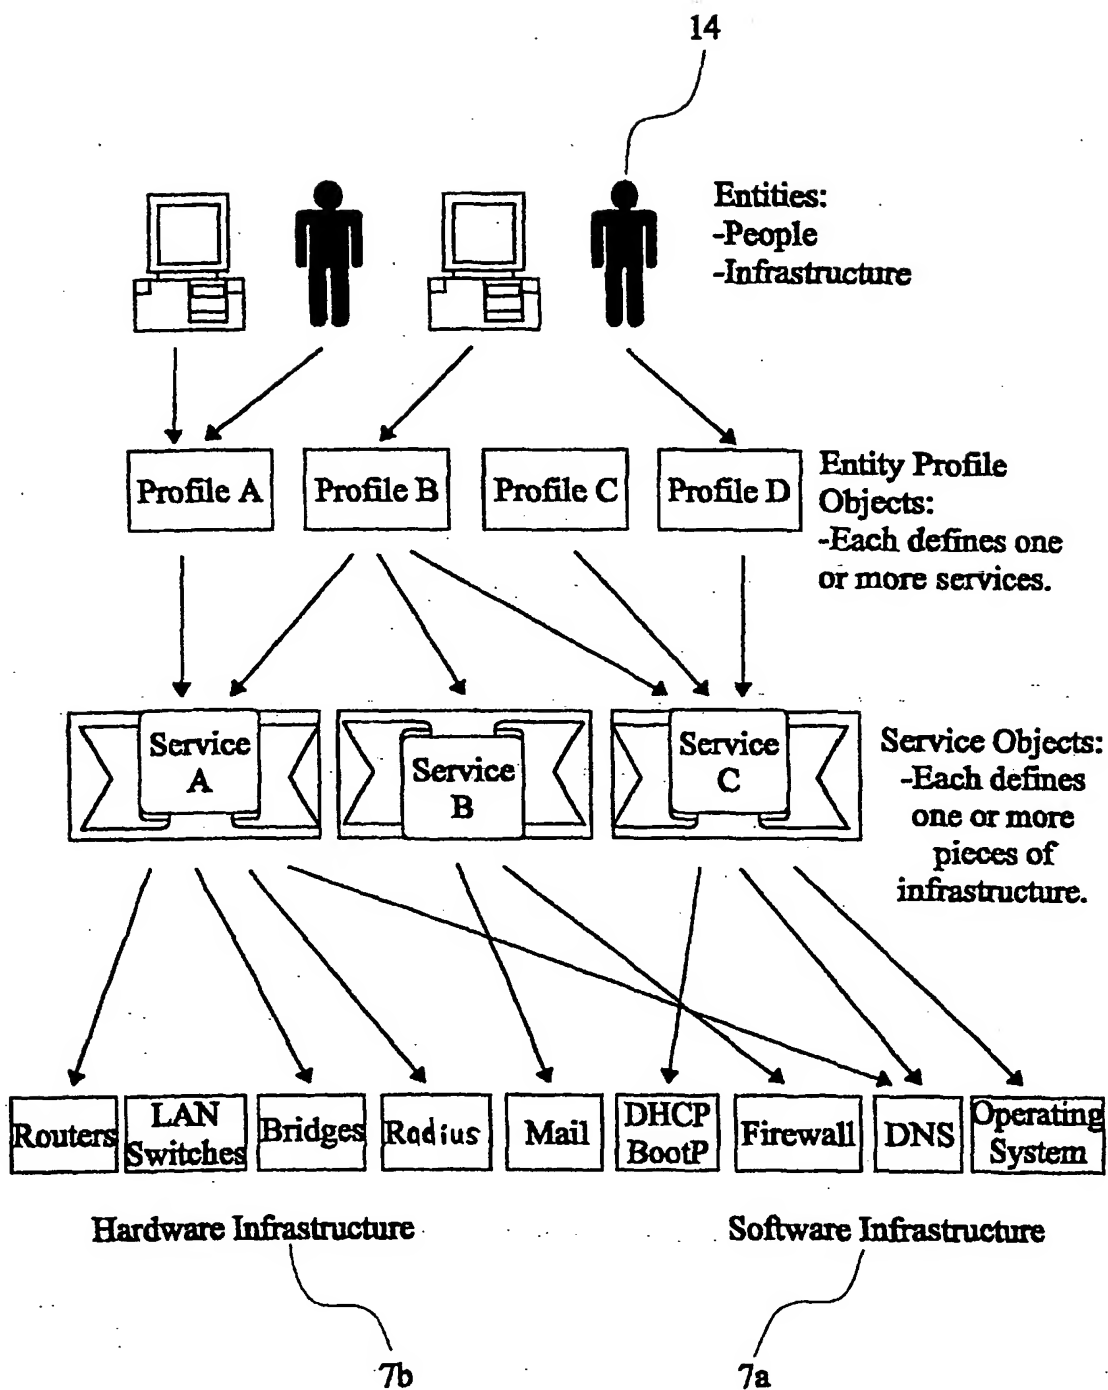 14
Entities:
-People
-Infrastructure
Profile A
Profile B
Profile C
Profile D
Entity Profile
Objects:
-Each defines one
or more services.
Service
A
Service
B
Service
C
Service Objects:
-Each defines
one or more
pieces of
infrastructure.
Routers
LAN
Switches
Bridges
Radius
Mail
DHCP
BootP
Firewall
DNS
Operating
System
Hardware Infrastructure
Software Infrastructure
7b
7a